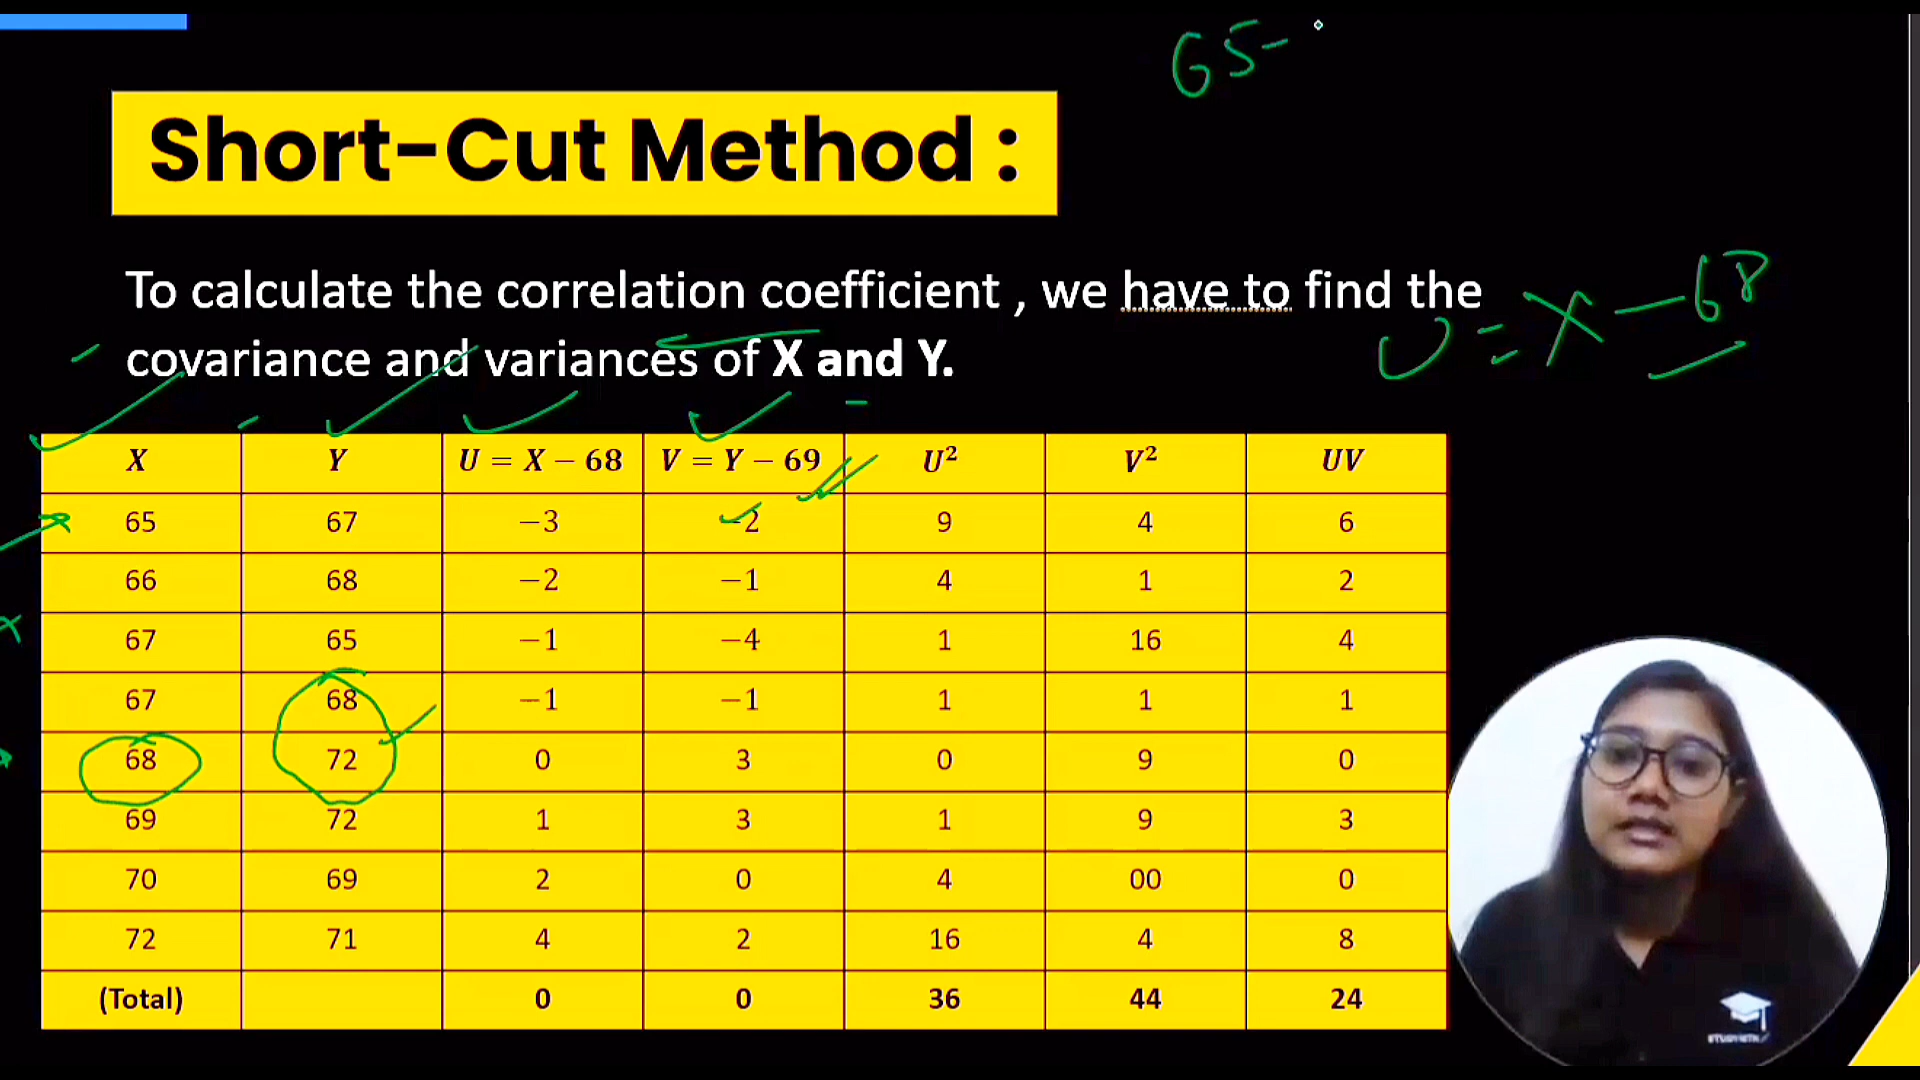 65-
Short-Cut Method :
To calculate the correlation coefficient , we have to find the
covariance and variances of X and Y.
U = X - 68
X Y U = X − 68 V = Y − 69 U² V² UV
65 67 −3 −2 9 4 6
66 68 −2 −1 4 1 2
67 65 −1 −4 1 16 4
67 68 −1 −1 1 1 1
68 72 0 3 0 9 0
69 72 1 3 1 9 3
70 69 2 0 4 00 0
72 71 4 2 16 4 8
(Total) 0 0 36 44 24